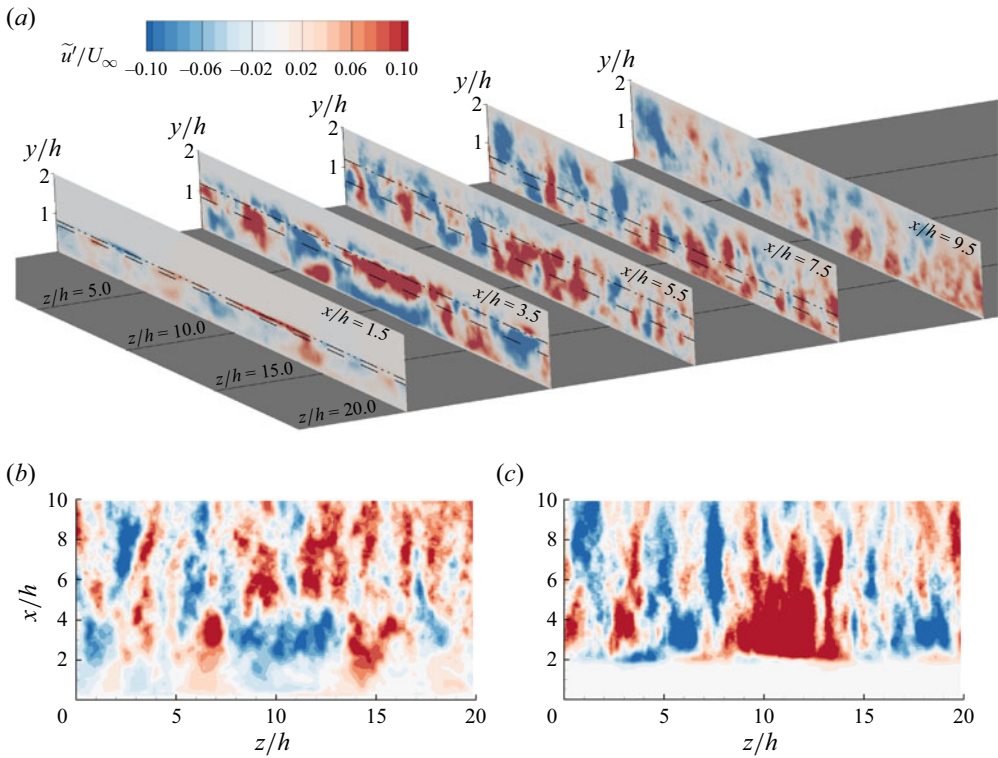 (a)
ũ′/U∞
−0.10 −0.06 −0.02 0.02 0.06 0.10
y/h
2
1
y/h
2
1
y/h
2
1
y/h
2
1
y/h
2
1
z/h = 5.0
z/h = 10.0
z/h = 15.0
z/h = 20.0
x/h = 1.5
x/h = 3.5
x/h = 5.5
x/h = 7.5
x/h = 9.5
(b)
10
8
6
4
2
x/h
0 5 10 15 20
z/h
(c)
10
8
6
4
2
0 5 10 15 20
z/h